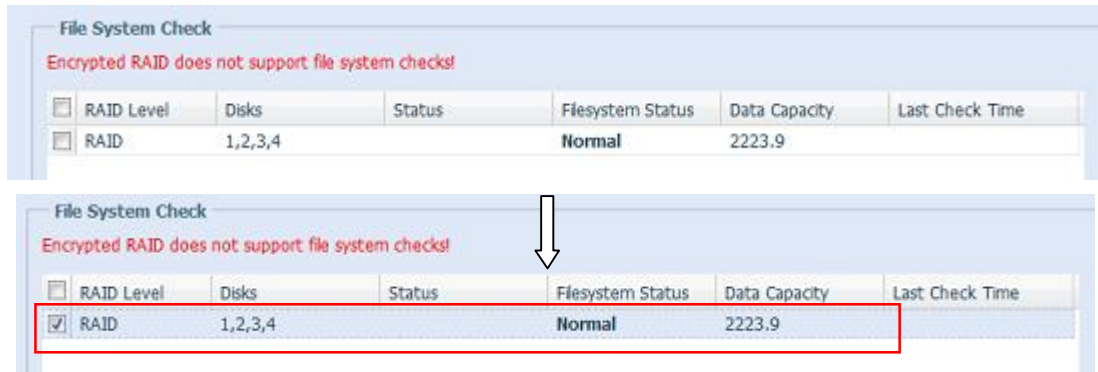 File System Check
Encrypted RAID does not support file system checks!
RAID Level Disks Status Filesystem Status Data Capacity Last Check Time
RAID 1,2,3,4 Normal 2223.9
File System Check
Encrypted RAID does not support file system checks!
RAID Level Disks Status Filesystem Status Data Capacity Last Check Time
RAID 1,2,3,4 Normal 2223.9